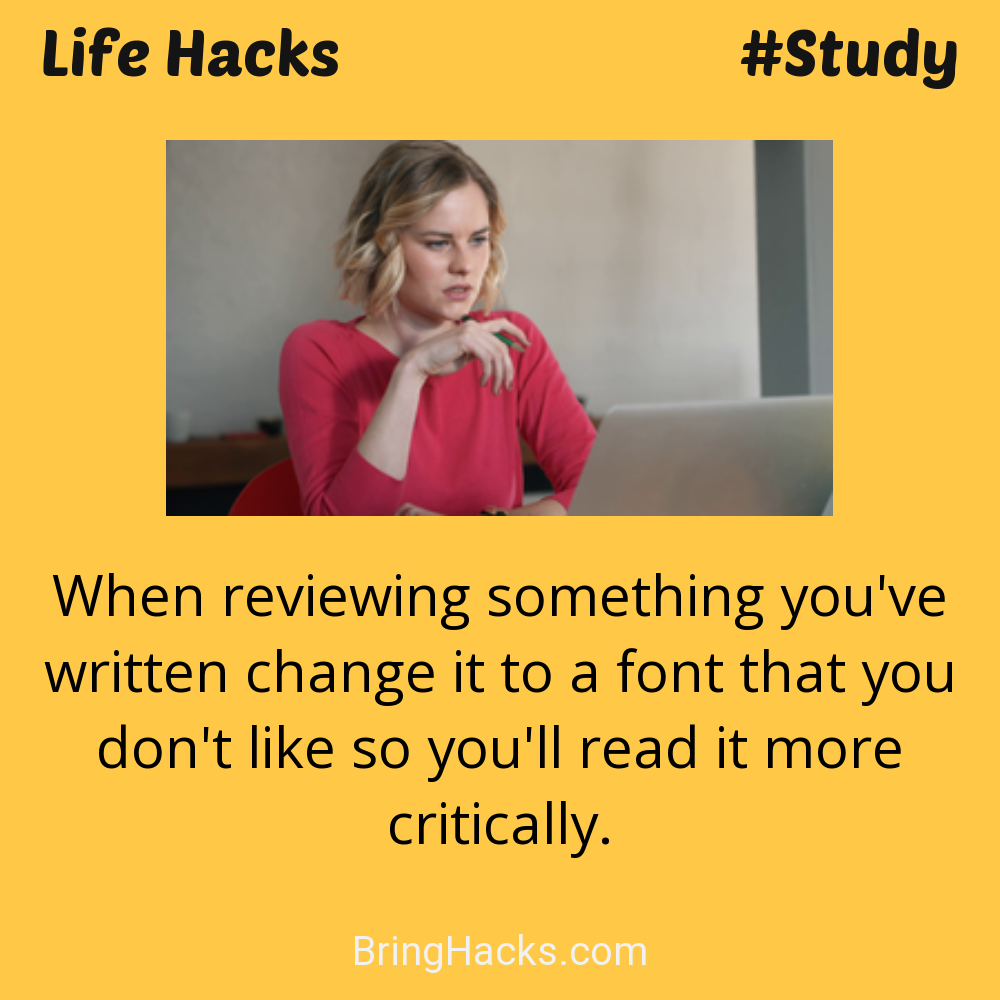 Life Hacks #Study
When reviewing something you've
written change it to a font that you
don't like so you'll read it more
critically.
BringHacks.com